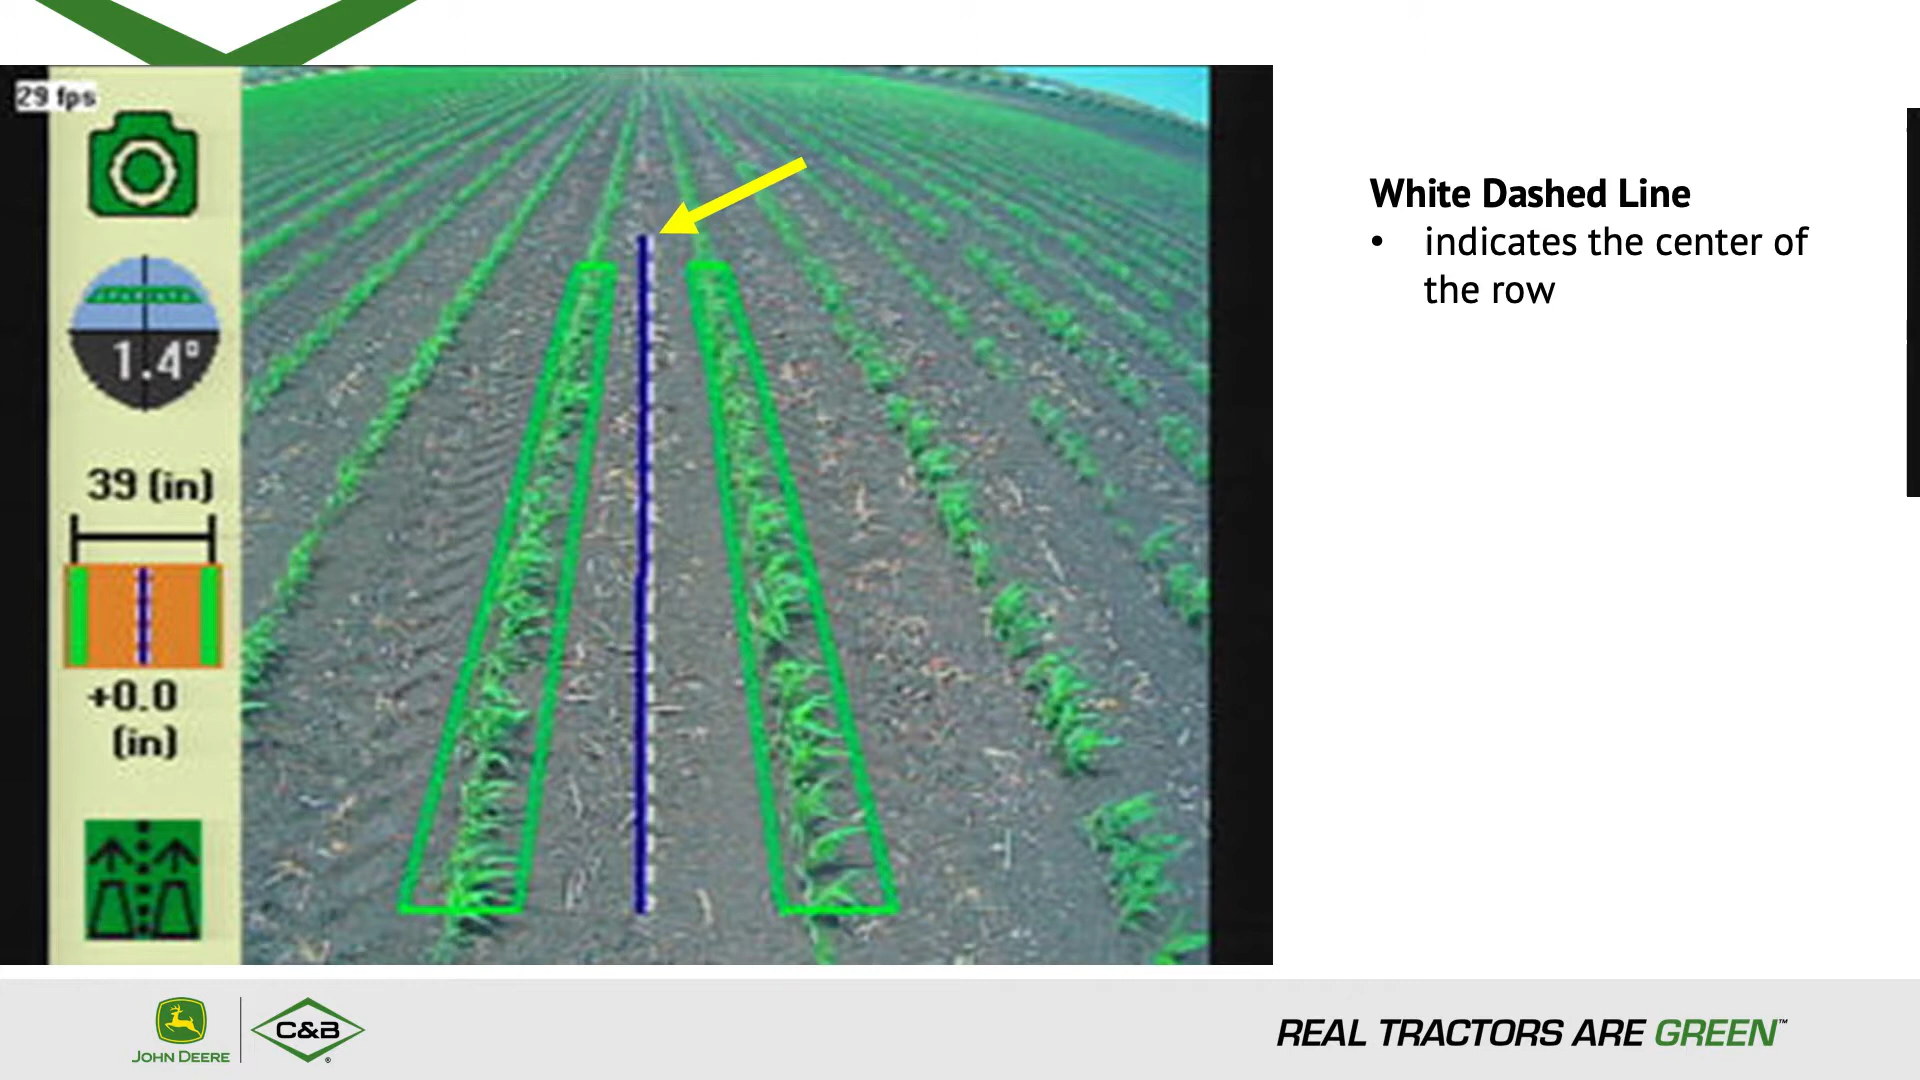 29 fps
1.4°
39 (in)
+0.0
(in)
White Dashed Line
• indicates the center of
the row
JOHN DEERE
C&B
®
REAL TRACTORS ARE GREEN™